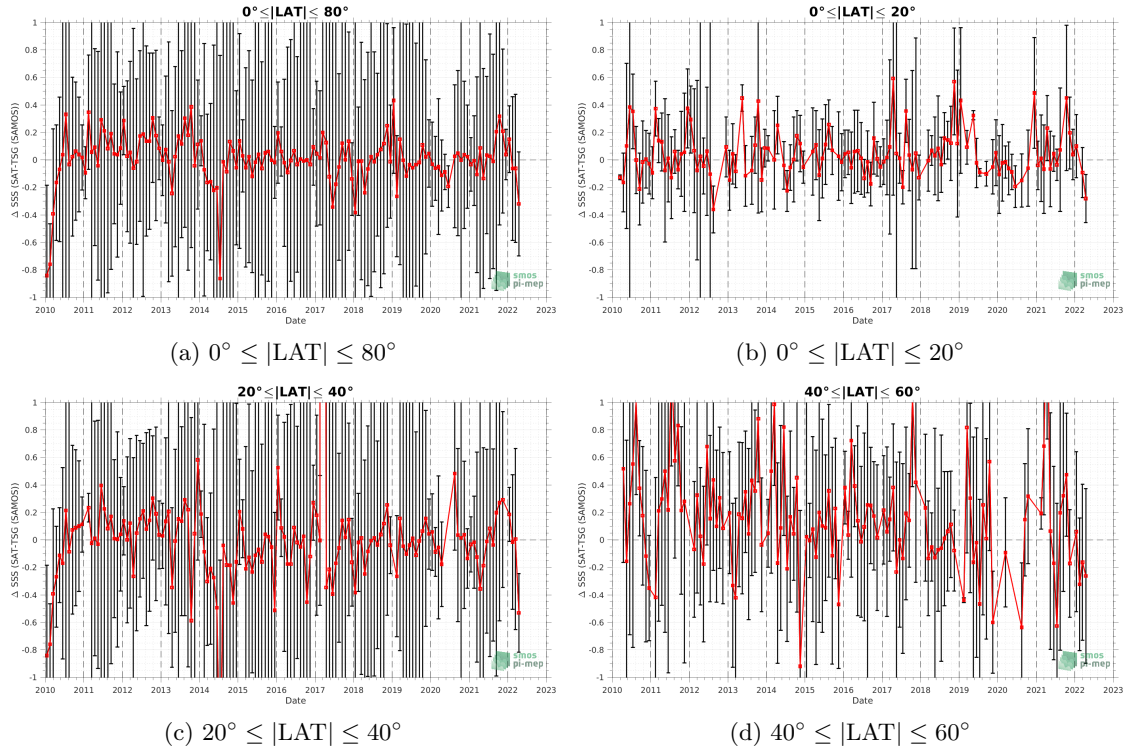 0°≤|LAT|≤ 80°
Δ SSS (SAT-TSG (SAMOS))
1
0.8
0.6
0.4
0.2
0
-0.2
-0.4
-0.6
-0.8
-1
2010 2011 2012 2013 2014 2015 2016 2017 2018 2019 2020 2021 2022 2023
Date
smos
pi-mep
(a) 0° ≤ |LAT| ≤ 80°
0°≤|LAT|≤ 20°
Δ SSS (SAT-TSG (SAMOS))
1
0.8
0.6
0.4
0.2
0
-0.2
-0.4
-0.6
-0.8
-1
2010 2011 2012 2013 2014 2015 2016 2017 2018 2019 2020 2021 2022 2023
Date
smos
pi-mep
(b) 0° ≤ |LAT| ≤ 20°
20°≤|LAT|≤ 40°
Δ SSS (SAT-TSG (SAMOS))
1
0.8
0.6
0.4
0.2
0
-0.2
-0.4
-0.6
-0.8
-1
2010 2011 2012 2013 2014 2015 2016 2017 2018 2019 2020 2021 2022 2023
Date
smos
pi-mep
(c) 20° ≤ |LAT| ≤ 40°
40°≤|LAT|≤ 60°
Δ SSS (SAT-TSG (SAMOS))
1
0.8
0.6
0.4
0.2
0
-0.2
-0.4
-0.6
-0.8
-1
2010 2011 2012 2013 2014 2015 2016 2017 2018 2019 2020 2021 2022 2023
Date
smos
pi-mep
(d) 40° ≤ |LAT| ≤ 60°